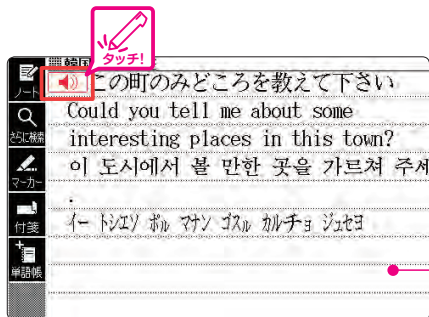 タッチ!
韓国
この町のみどころを教えて下さい
Could you tell me about some
interesting places in this town?
이 도시에서 볼 만한 곳을 가르쳐 주세
.
イー トシエソ ポル マナン ゴスル カルチョ ジュセヨ
ノート
さらに検索
マーカー
付箋
単語帳